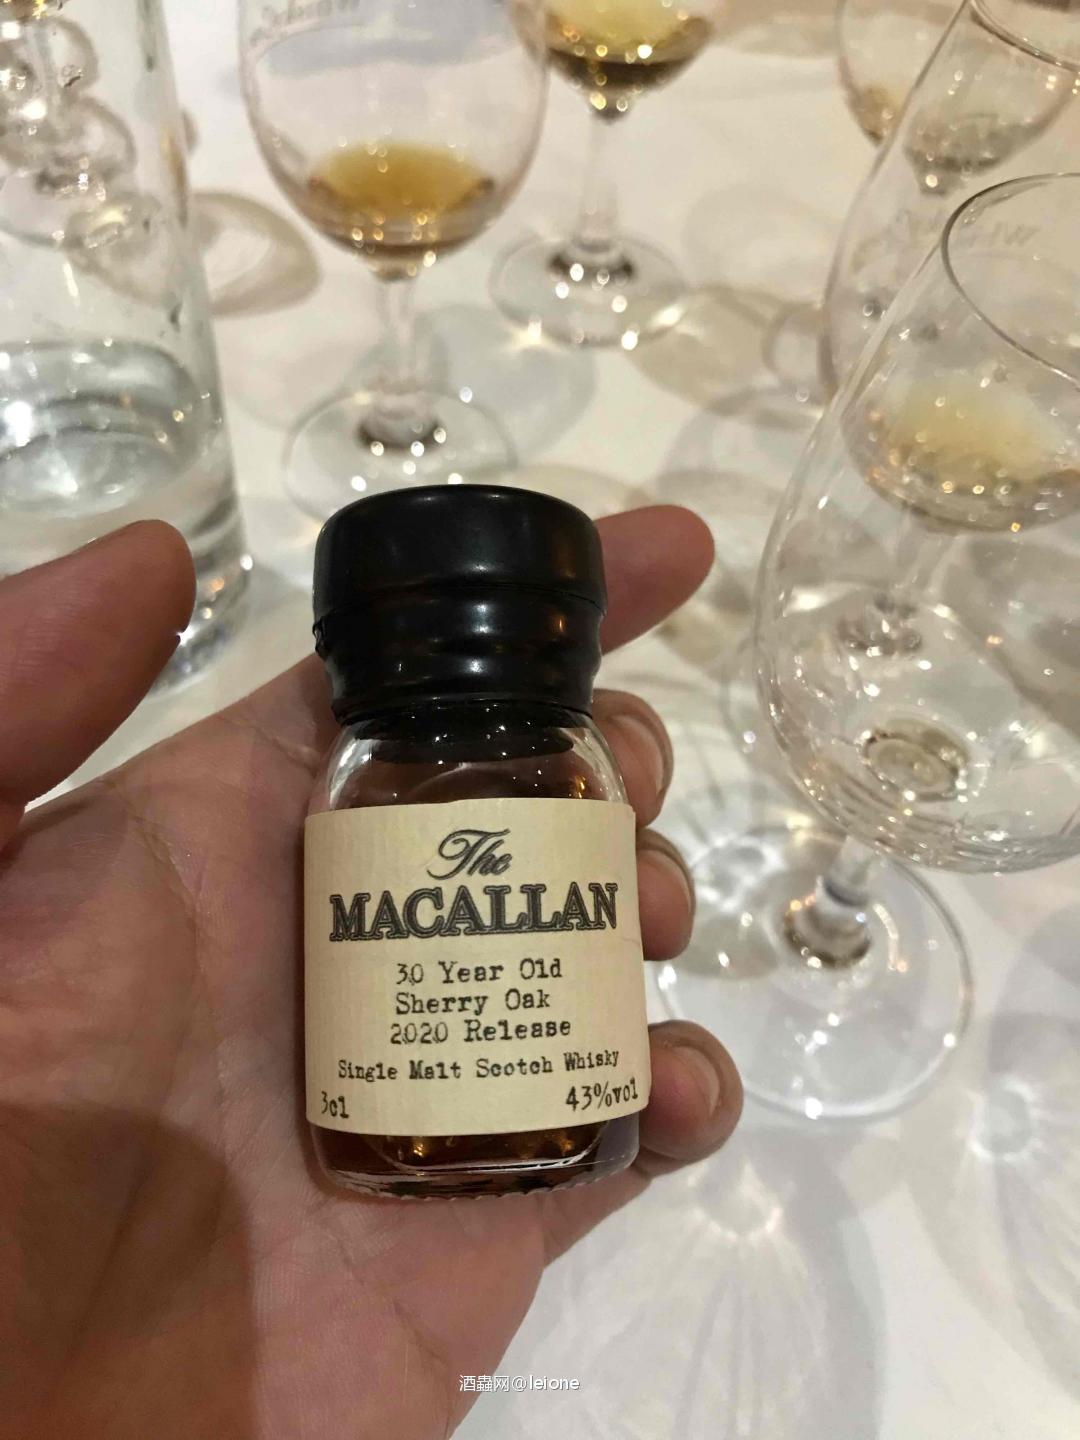 The
MACALLAN
30 Year Old
Sherry Oak
2020 Release
Single Malt Scotch Whisky
3cl 43%vol
酒蟲网@leione